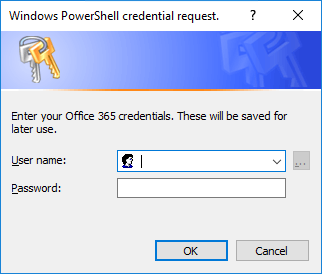 Windows PowerShell credential request.
Enter your Office 365 credentials. These will be saved for
later use.
User name:
...
Password:
OK
Cancel